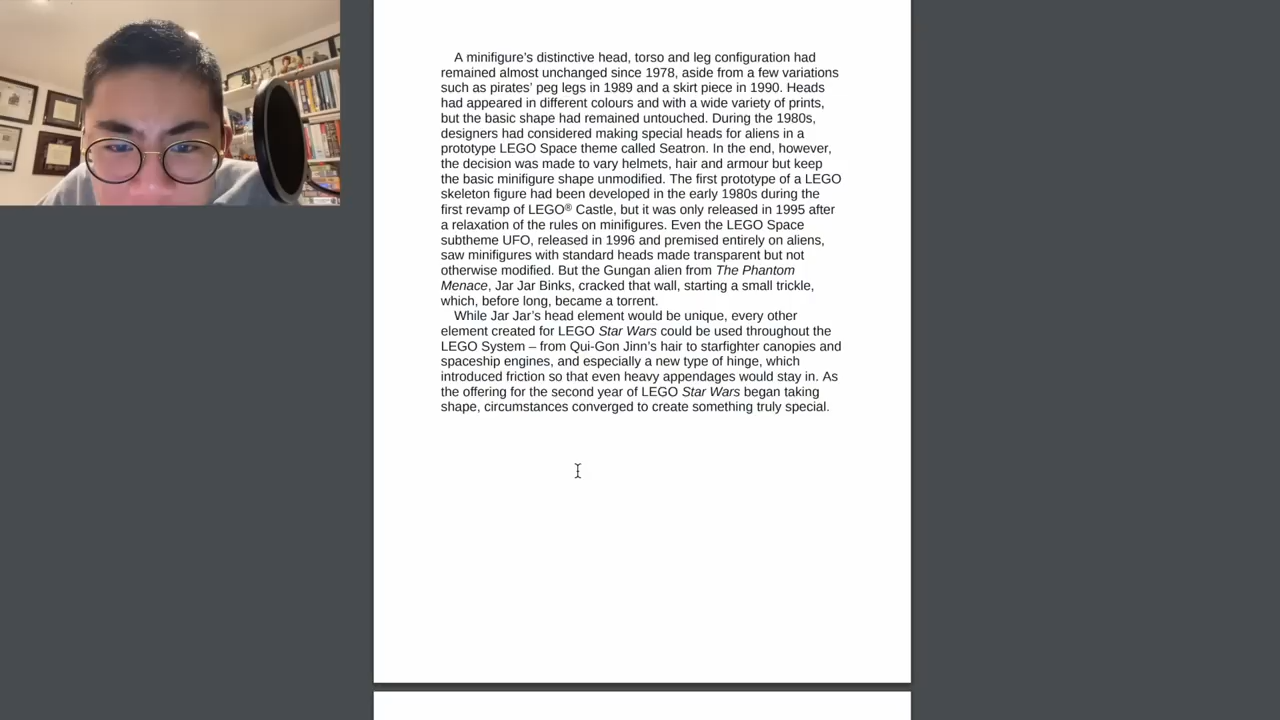 A minifigure’s distinctive head, torso and leg configuration had
remained almost unchanged since 1978, aside from a few variations
such as pirates’ peg legs in 1989 and a skirt piece in 1990. Heads
had appeared in different colours and with a wide variety of prints,
but the basic shape had remained untouched. During the 1980s,
designers had considered making special heads for aliens in a
prototype LEGO Space theme called Seatron. In the end, however,
the decision was made to vary helmets, hair and armour but keep
the basic minifigure shape unmodified. The first prototype of a LEGO
skeleton figure had been developed in the early 1980s during the
first revamp of LEGO® Castle, but it was only released in 1995 after
a relaxation of the rules on minifigures. Even the LEGO Space
subtheme UFO, released in 1996 and premised entirely on aliens,
saw minifigures with standard heads made transparent but not
otherwise modified. But the Gungan alien from The Phantom
Menace, Jar Jar Binks, cracked that wall, starting a small trickle,
which, before long, became a torrent.
While Jar Jar’s head element would be unique, every other
element created for LEGO Star Wars could be used throughout the
LEGO System – from Qui-Gon Jinn’s hair to starfighter canopies and
spaceship engines, and especially a new type of hinge, which
introduced friction so that even heavy appendages would stay in. As
the offering for the second year of LEGO Star Wars began taking
shape, circumstances converged to create something truly special.